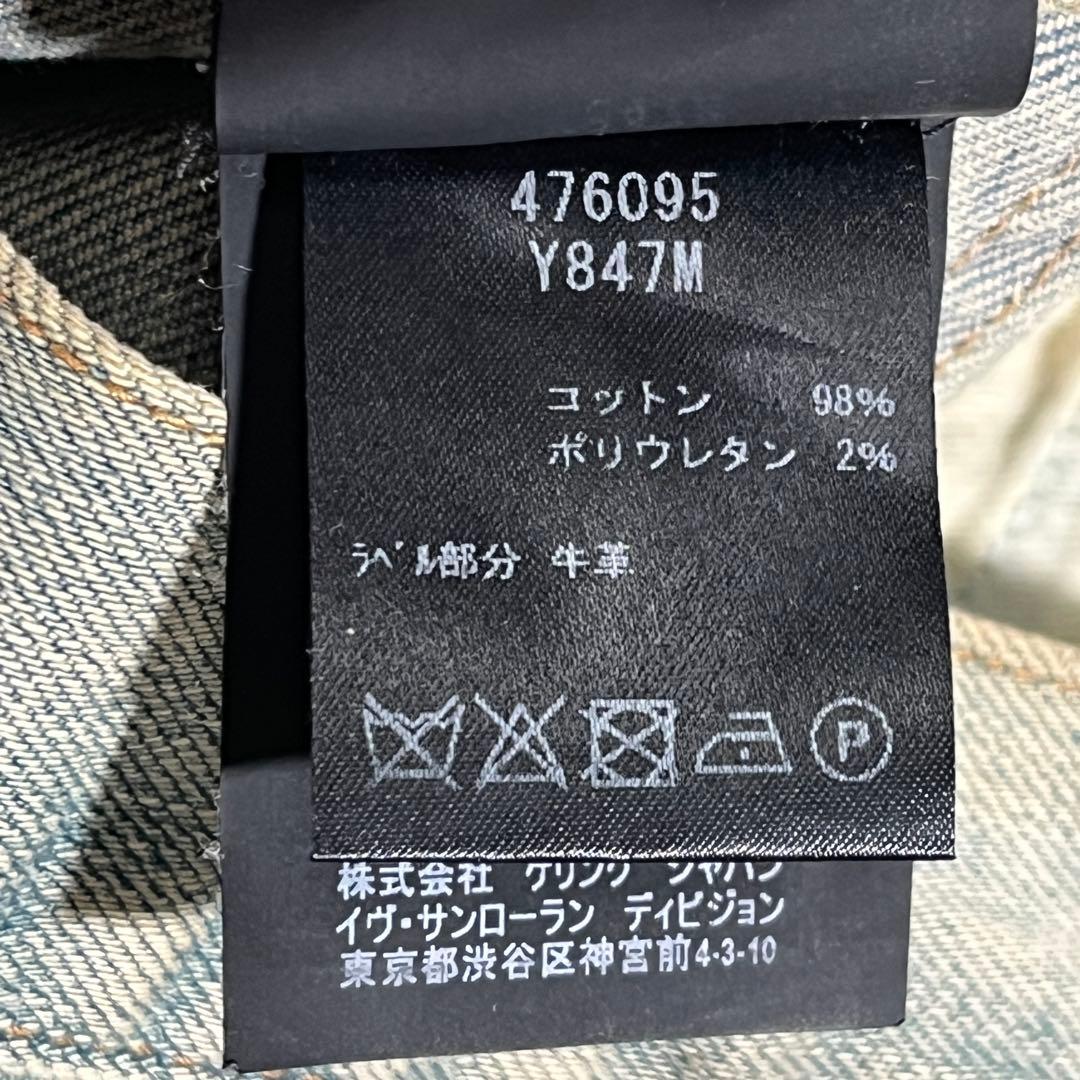 476095
Y847M
コットン 98%
ポリウレタン 2%
ﾗﾍﾞﾙ部分 牛革
P
株式会社 ケリング ジャパン
イヴ・サンローラン ディビジョン
東京都渋谷区神宮前4-3-10